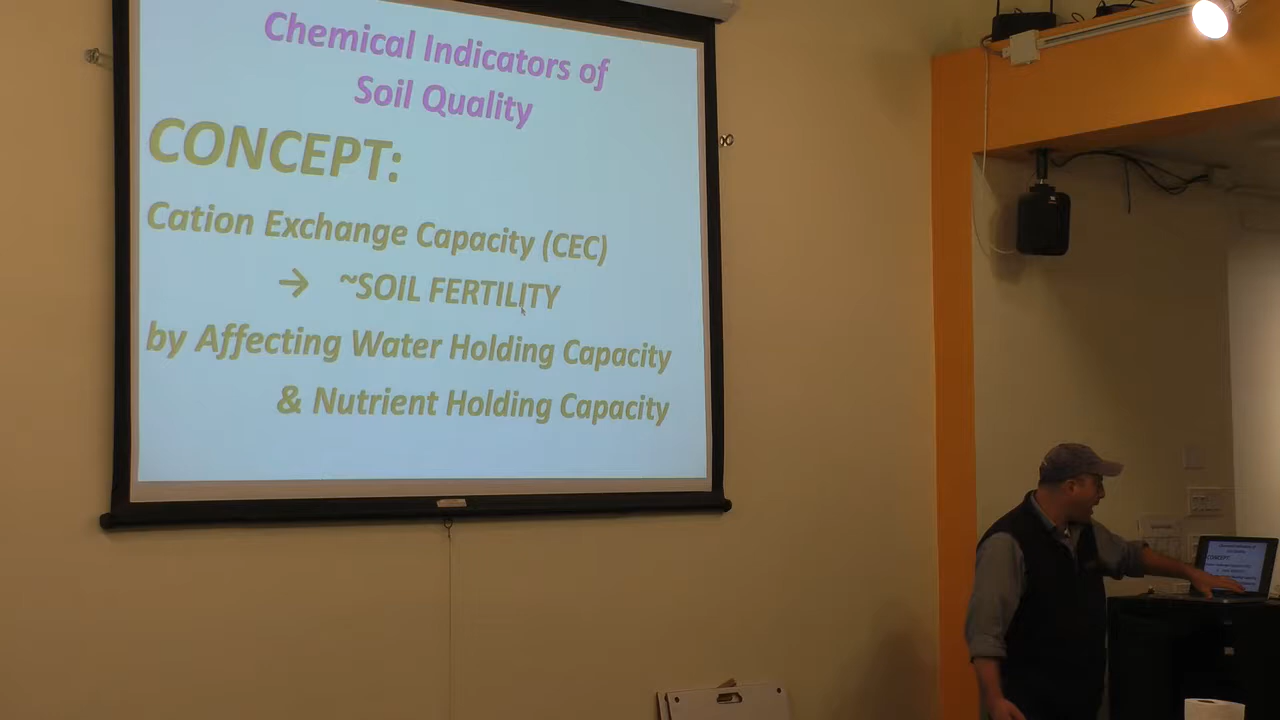 Chemical Indicators of
Soil Quality
CONCEPT:
Cation Exchange Capacity (CEC)
→ ~SOIL FERTILITY
by Affecting Water Holding Capacity
& Nutrient Holding Capacity